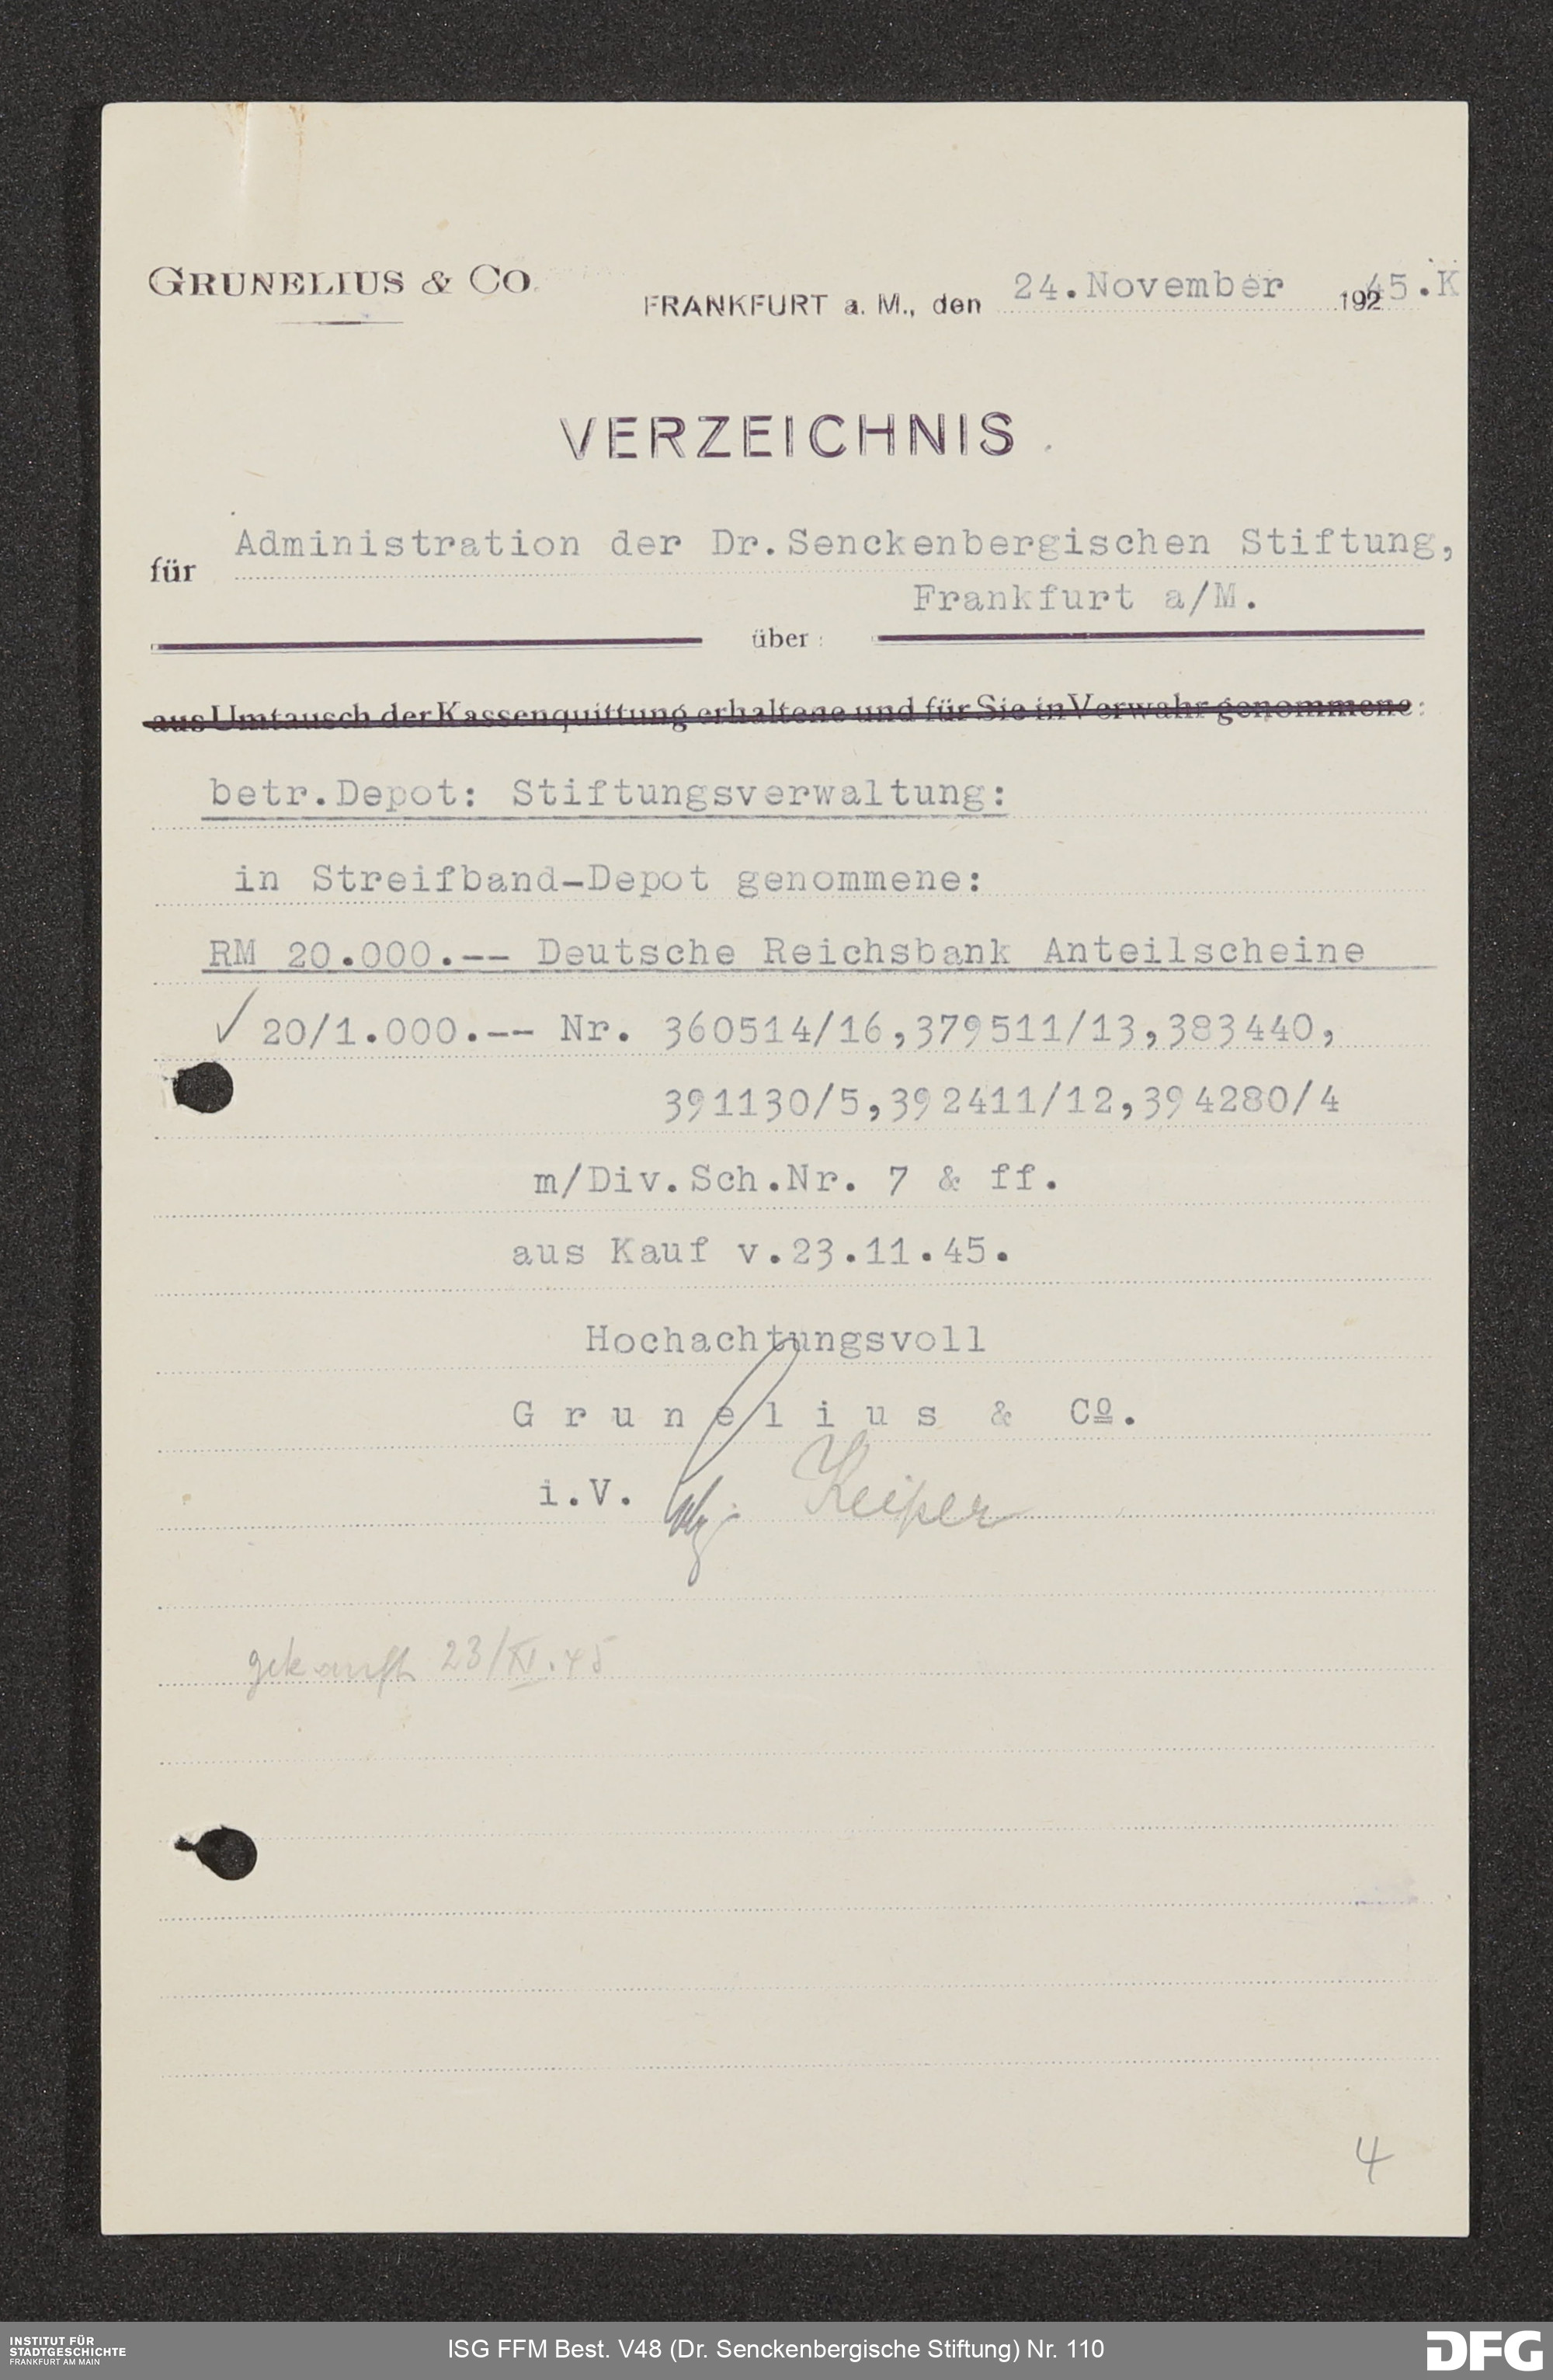 GRUNELIUS & CO.
FRANKFURT a. M., den 24.November 192 45.K
VERZEICHNIS
für Administration der Dr.Senckenbergischen Stiftung,
Frankfurt a/M.
über:
aus Umtausch der Kassenquittung erhaltene und für Sie in Verwahr genommene:
betr.Depot: Stiftungsverwaltung:
in Streifband-Depot genommene:
RM 20.000.-- Deutsche Reichsbank Anteilscheine
✓ 20/1.000.-- Nr. 360514/16,379511/13,383440,
391130/5,392411/12,394280/4
m/Div.Sch.Nr. 7 & ff.
aus Kauf v.23.11.45.
Hochachtungsvoll
G r u n e l i u s & Co.
i.V. Keiper
gekauft 23/XI.45
4
INSTITUT FÜR
STADTGESCHICHTE
FRANKFURT AM MAIN
ISG FFM Best. V48 (Dr. Senckenbergische Stiftung) Nr. 110
DFG